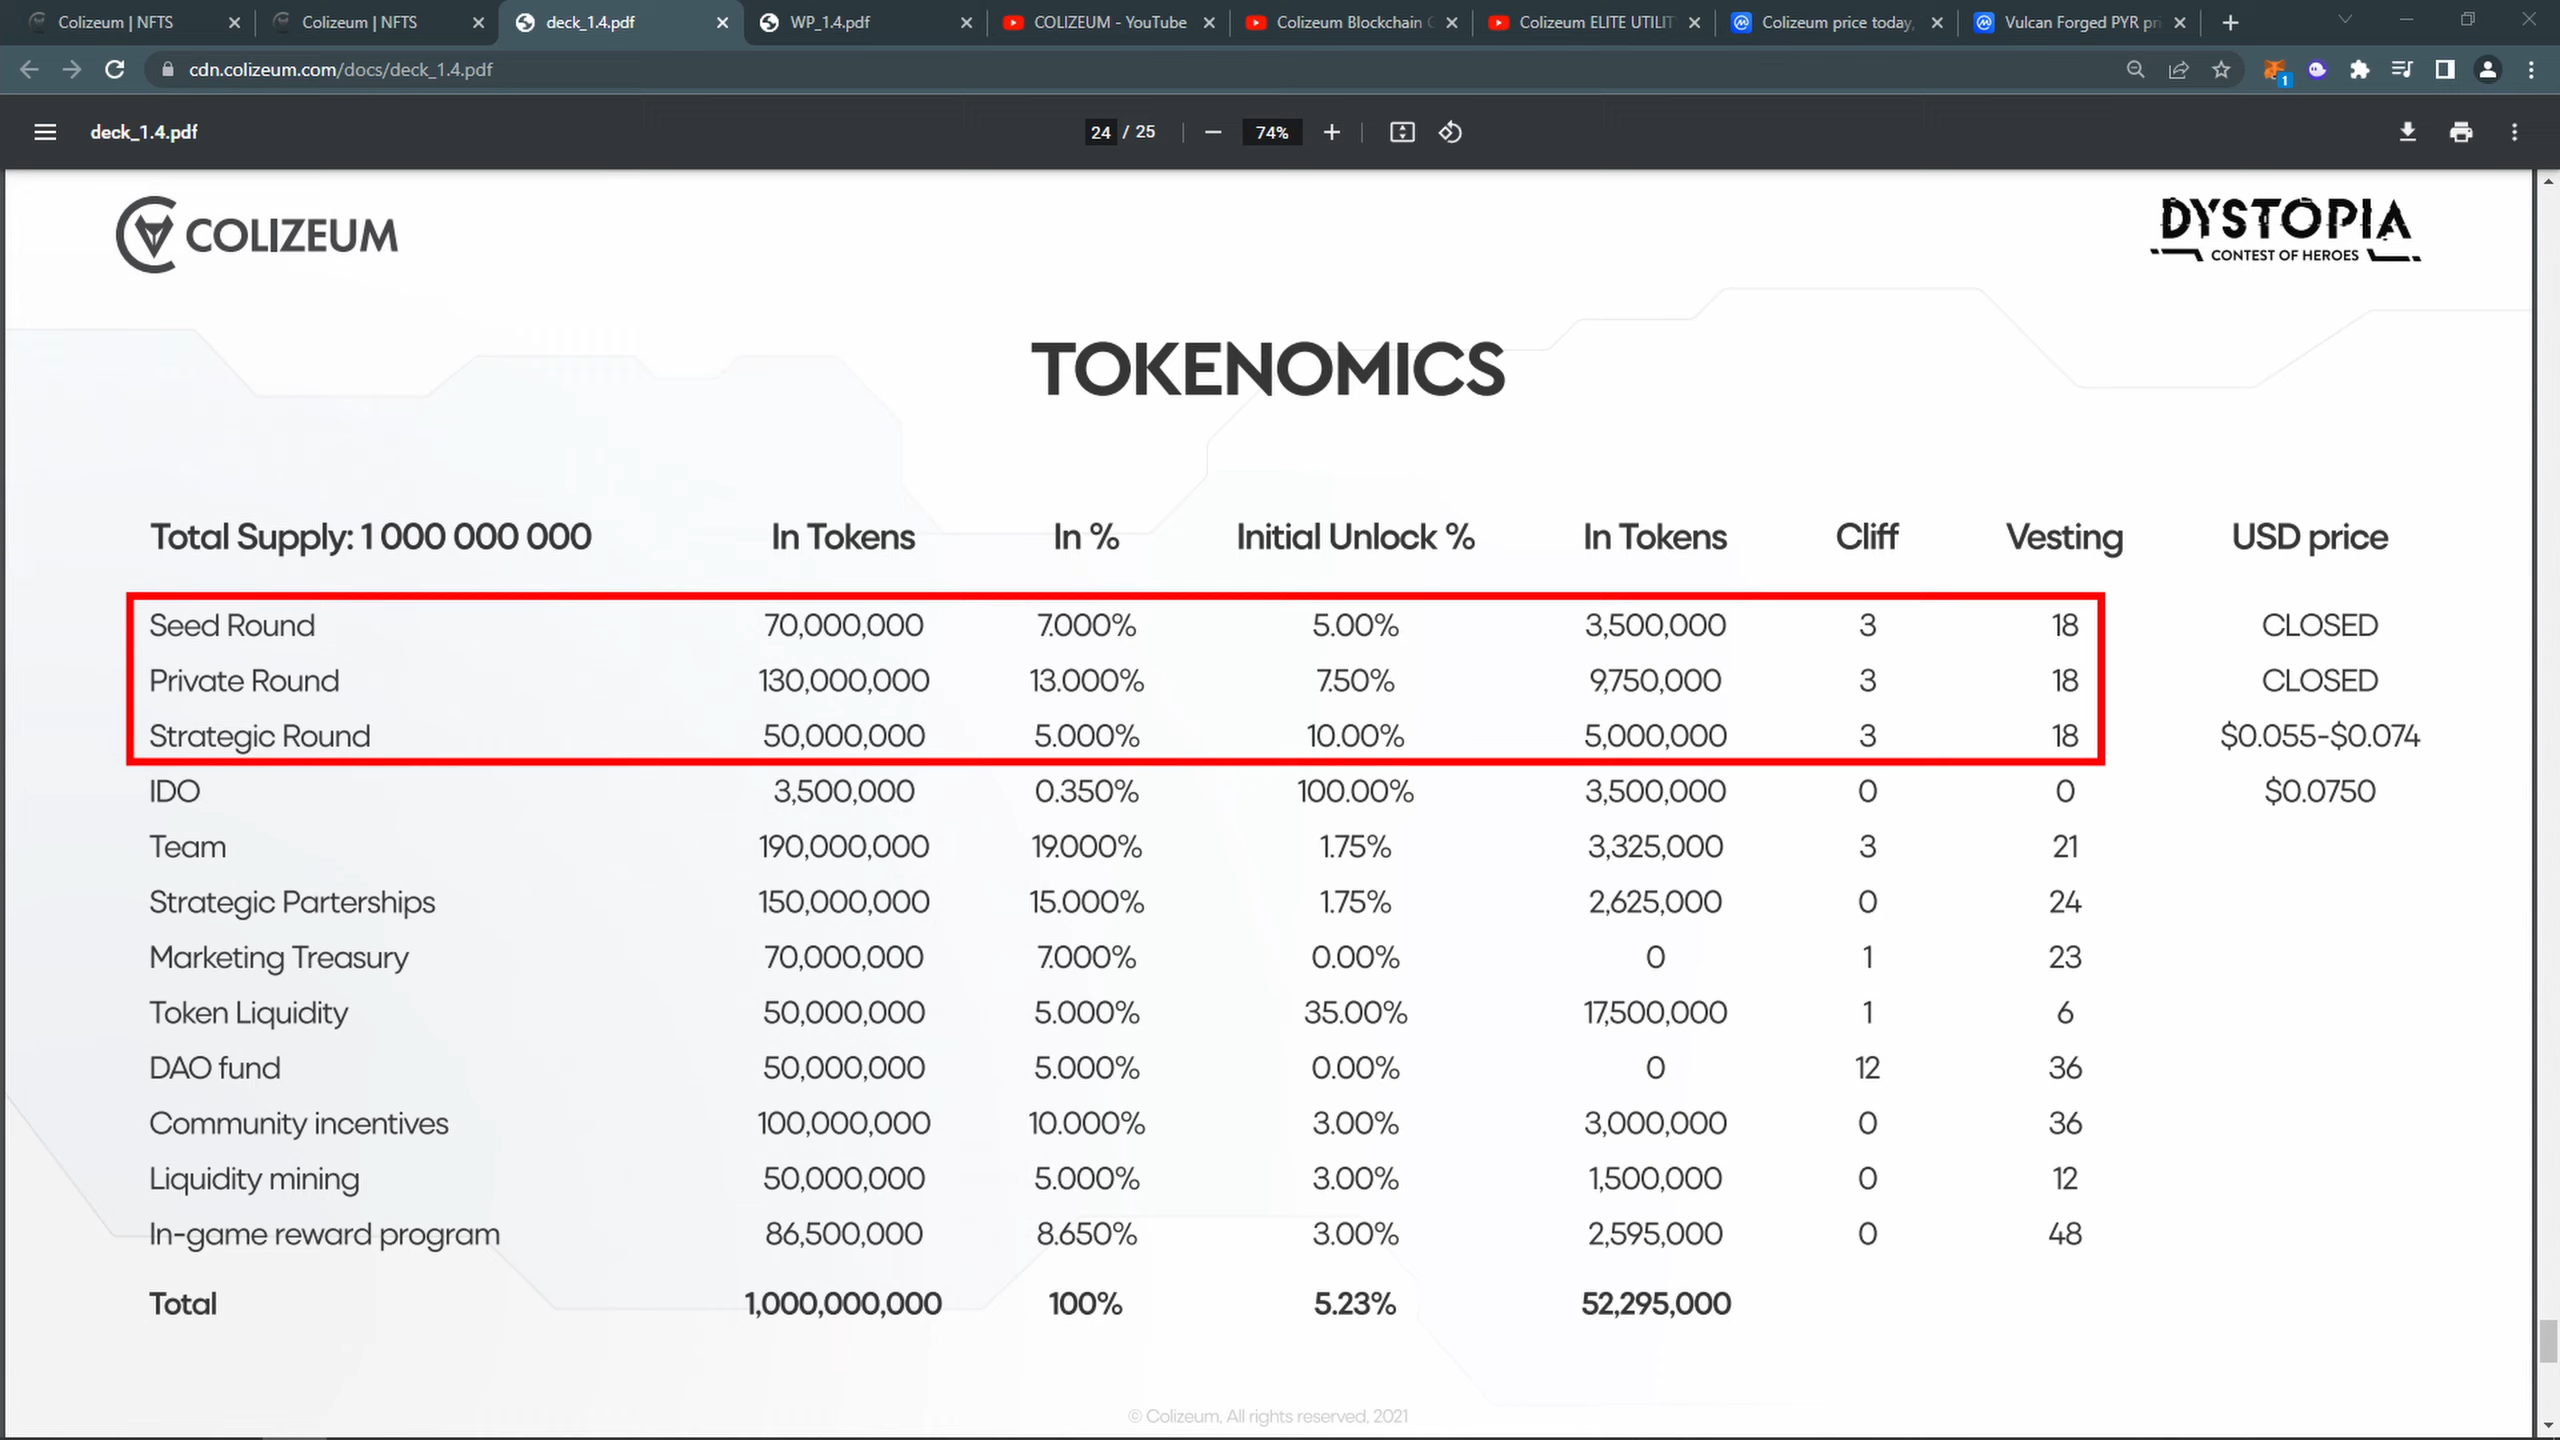 Colizeum | NFTS
Colizeum | NFTS
deck_1.4.pdf
WP_1.4.pdf
COLIZEUM - YouTube
Colizeum Blockchain
Colizeum ELITE UTILIT
Colizeum price today,
Vulcan Forged PYR pri
cdn.colizeum.com/docs/deck_1.4.pdf
1
deck_1.4.pdf
24 / 25
74%
COLIZEUM
DYSTOPIA
CONTEST OF HEROES
TOKENOMICS
Total Supply: 1 000 000 000 In Tokens In % Initial Unlock % In Tokens Cliff Vesting USD price
Seed Round 70,000,000 7.000% 5.00% 3,500,000 3 18 CLOSED
Private Round 130,000,000 13.000% 7.50% 9,750,000 3 18 CLOSED
Strategic Round 50,000,000 5.000% 10.00% 5,000,000 3 18 $0.055-$0.074
IDO 3,500,000 0.350% 100.00% 3,500,000 0 0 $0.0750
Team 190,000,000 19.000% 1.75% 3,325,000 3 21
Strategic Parterships 150,000,000 15.000% 1.75% 2,625,000 0 24
Marketing Treasury 70,000,000 7.000% 0.00% 0 1 23
Token Liquidity 50,000,000 5.000% 35.00% 17,500,000 1 6
DAO fund 50,000,000 5.000% 0.00% 0 12 36
Community incentives 100,000,000 10.000% 3.00% 3,000,000 0 36
Liquidity mining 50,000,000 5.000% 3.00% 1,500,000 0 12
In-game reward program 86,500,000 8.650% 3.00% 2,595,000 0 48
Total 1,000,000,000 100% 5.23% 52,295,000
© Colizeum, All rights reserved, 2021